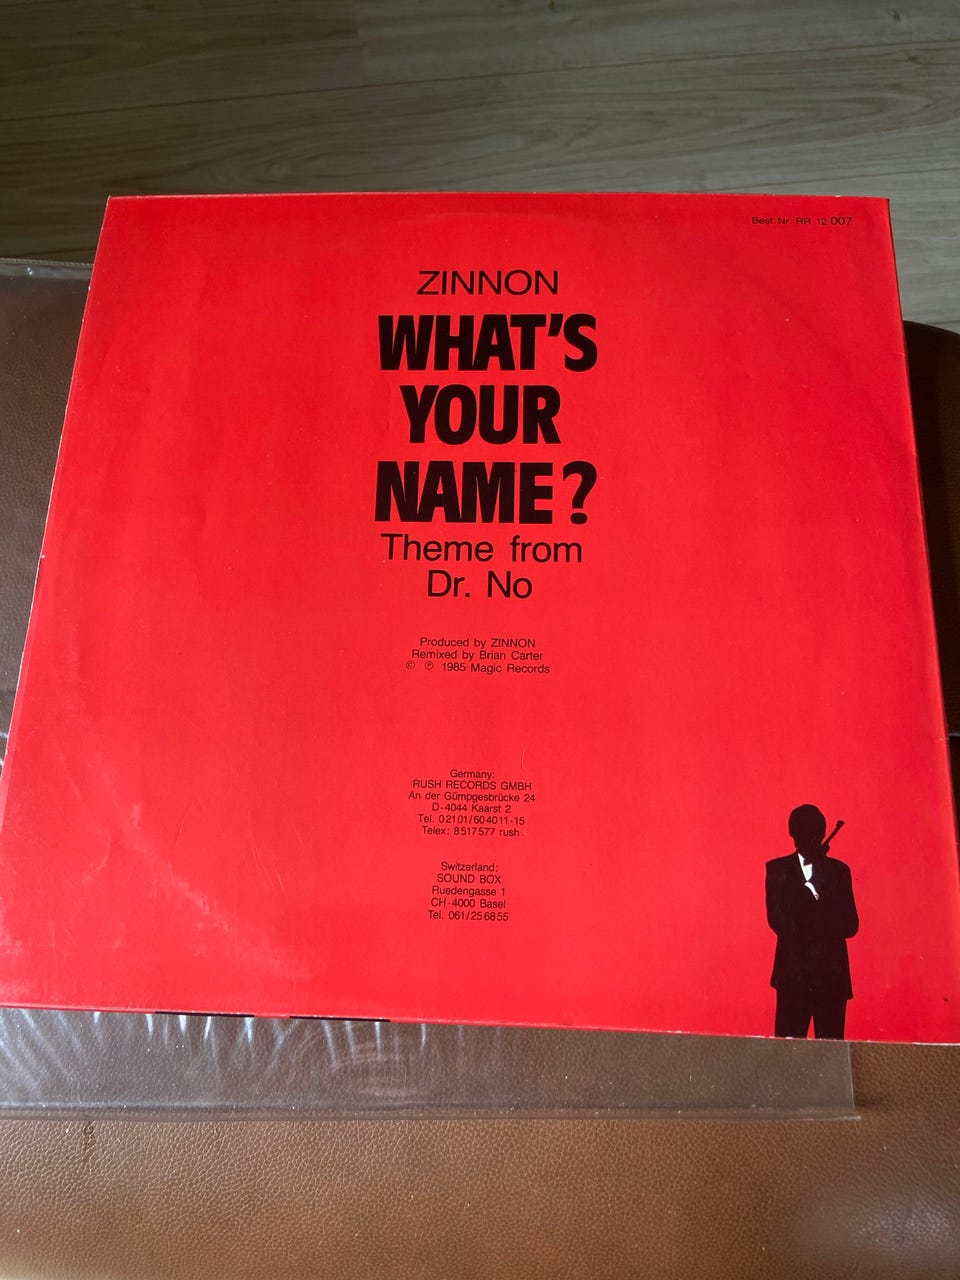 Best. Nr. RR 12 007
ZINNON
WHAT'S
YOUR
NAME?
Theme from
Dr. No
Produced by ZINNON
Remixed by Brian Carter
© ℗ 1985 Magic Records
Germany:
RUSH RECORDS GMBH
An der Gümpgesbrücke 24
D-4044 Kaarst 2
Tel. 02101/604011-15
Telex: 8517577 rush
Switzerland:
SOUND BOX
Ruedengasse 1
CH-4000 Basel
Tel. 061/256855